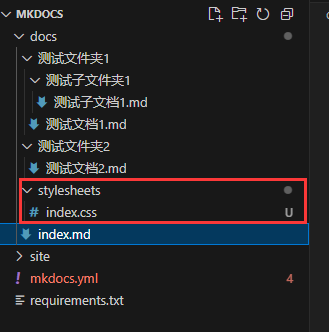 MKDOCS
docs
测试文件夹1
测试子文件夹1
测试子文档1.md
测试文档1.md
测试文件夹2
测试文档2.md
stylesheets
# index.css U
index.md
site
! mkdocs.yml 4
requirements.txt